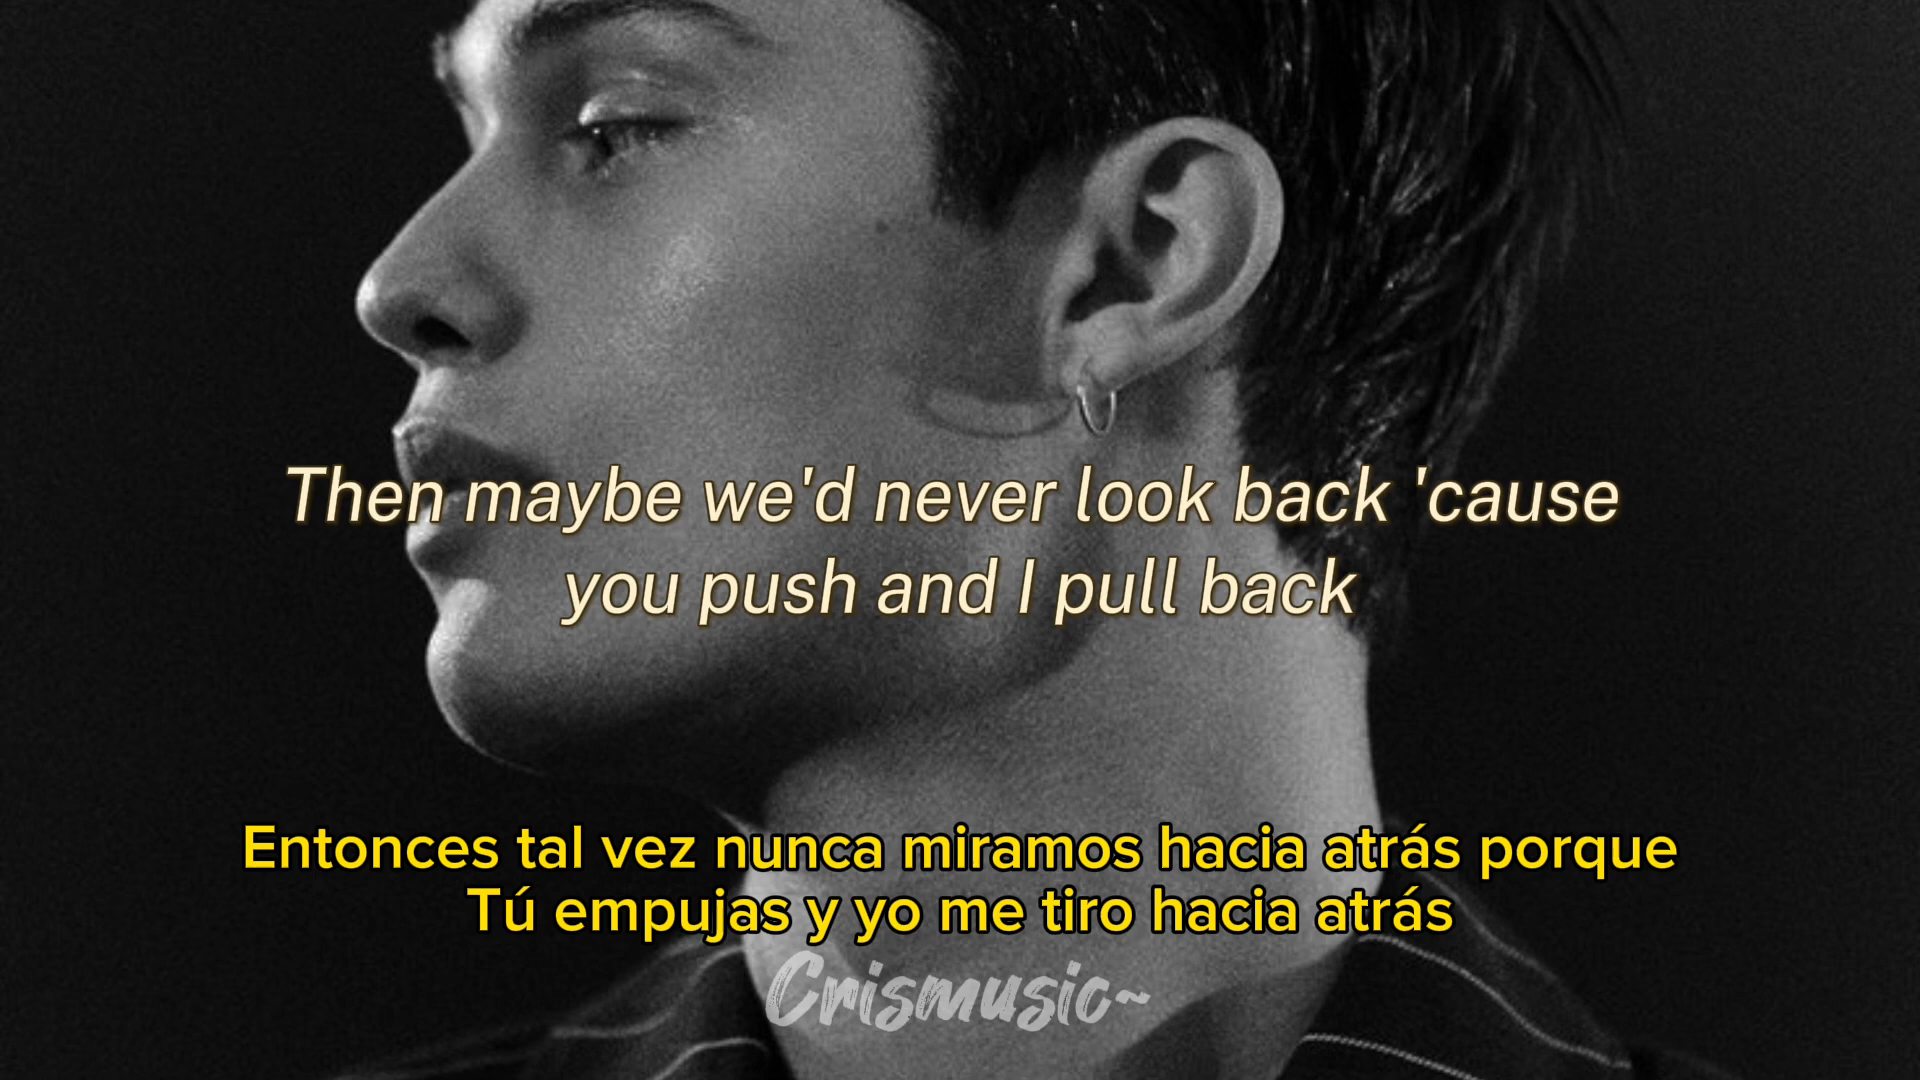 Then maybe we'd never look back 'cause
you push and I pull back
Entonces tal vez nunca miramos hacia atrás porque
Tú empujas y yo me tiro hacia atrás
Crismusic~